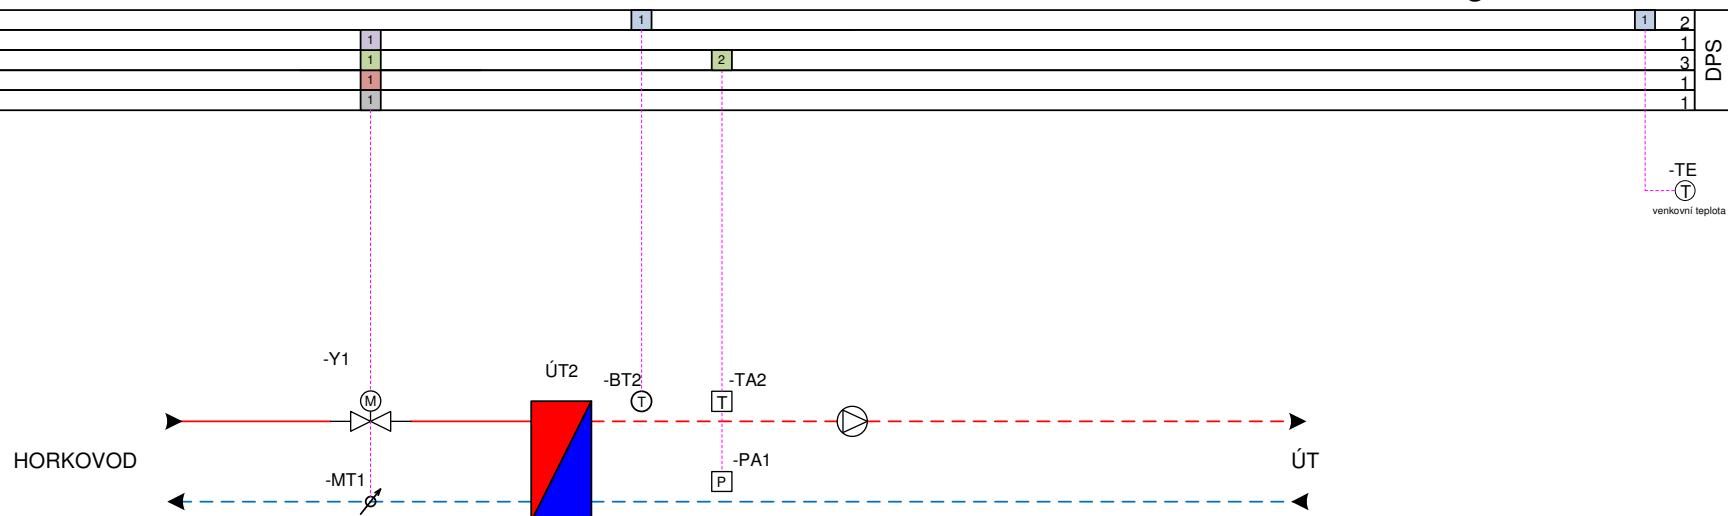 1 1 2
1 1
1 2 3
1 1
1 1
DPS
-TE
T
venkovní teplota
-Y1
ÚT2
-BT2
-TA2
M
T
T
HORKOVOD
ÚT
-PA1
-MT1
P